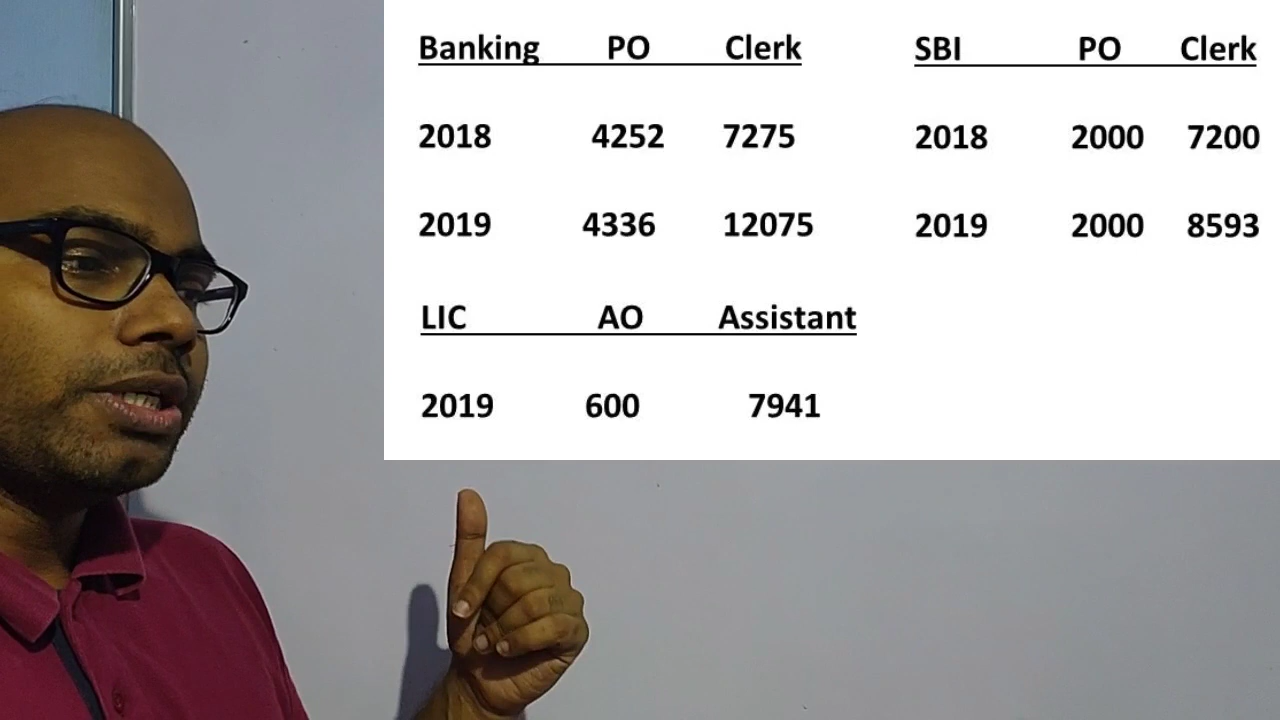 Banking PO Clerk
2018 4252 7275
2019 4336 12075
SBI PO Clerk
2018 2000 7200
2019 2000 8593
LIC AO Assistant
2019 600 7941